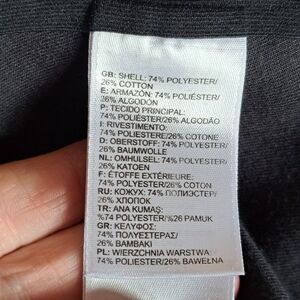 GB: SHELL: 74% POLYESTER/
26% COTTON
E: ARMAZÓN: 74% POLIÉSTER/
26% ALGODÓN
P: TECIDO PRINCIPAL:
74% POLIÉSTER/26% ALGODÃO
I: RIVESTIMENTO:
74% POLIESTERE/26% COTONE
D: OBERSTOFF: 74% POLYESTER/
26% BAUMWOLLE
NL: OMHULSEL: 74% POLYESTER/
26% KATOEN
F: ÉTOFFE EXTÉRIEURE:
74% POLYESTER/26% COTON
RU: КОЖУХ: 74% ПОЛИЭСТЕР/
26% ХЛОПОК
TR: ANA KUMAŞ:
%74 POLYESTER/%26 PAMUK
GR: ΚΕΛΥΦΟΣ:
74% ΠΟΛΥΕΣΤΕΡΑΣ/
26% ΒΑΜΒΑΚΙ
PL: WIERZCHNIA WARSTWA
74% POLIESTER/26% BAWEŁNA